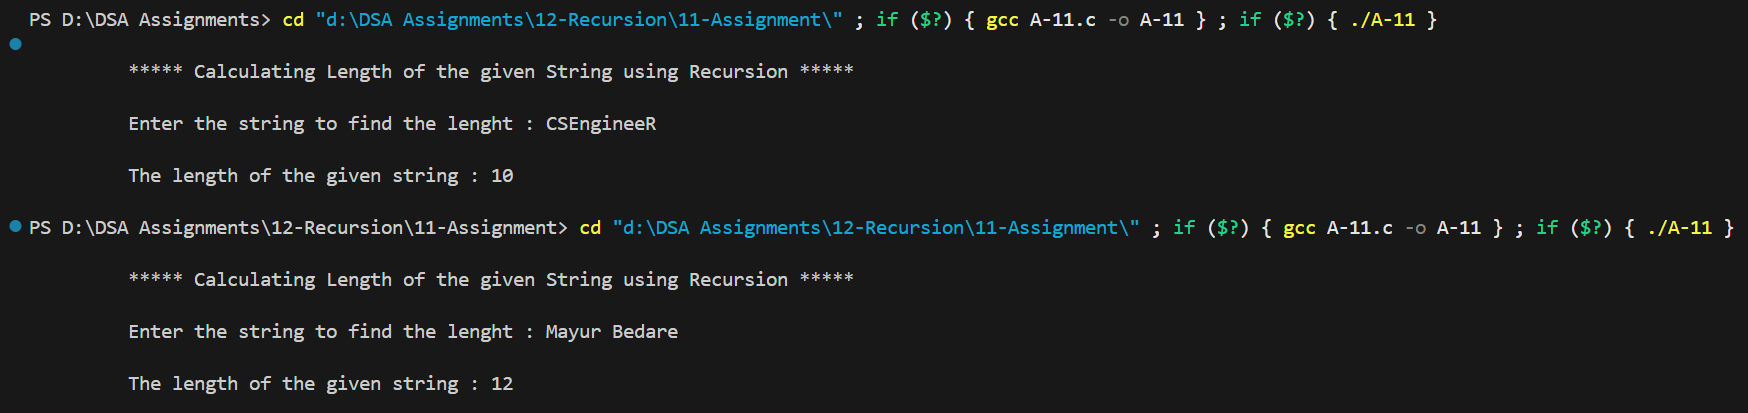 PS D:\DSA Assignments> cd "d:\DSA Assignments\12-Recursion\11-Assignment\" ; if ($?) { gcc A-11.c -o A-11 } ; if ($?) { ./A-11 }
***** Calculating Length of the given String using Recursion *****
Enter the string to find the lenght : CSEngineeR
The length of the given string : 10
PS D:\DSA Assignments\12-Recursion\11-Assignment> cd "d:\DSA Assignments\12-Recursion\11-Assignment\" ; if ($?) { gcc A-11.c -o A-11 } ; if ($?) { ./A-11 }
***** Calculating Length of the given String using Recursion *****
Enter the string to find the lenght : Mayur Bedare
The length of the given string : 12